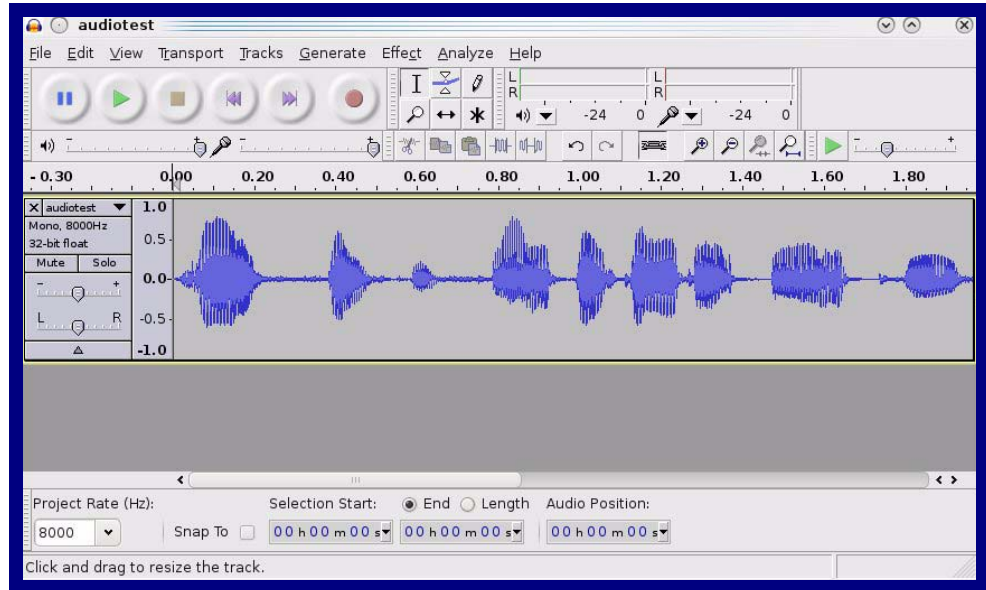 audiotest
File Edit View Transport Tracks Generate Effect Analyze Help
L
R
-24 0
L
R
-24 0
- 0.30 0.00 0.20 0.40 0.60 0.80 1.00 1.20 1.40 1.60 1.80
X audiotest
Mono, 8000Hz
32-bit float
Mute Solo
- +
L R
1.0
0.5
0.0
-0.5
-1.0
Project Rate (Hz): Selection Start: End Length Audio Position:
8000 Snap To 00 h 00 m 00 s 00 h 00 m 00 s 00 h 00 m 00 s
Click and drag to resize the track.